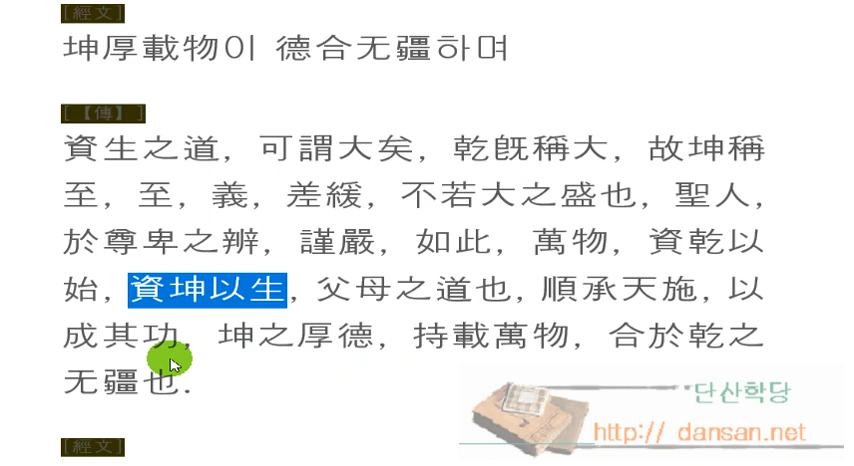 [經文]
坤厚載物이 德合无疆하며
[【傳】]
資生之道, 可謂大矣, 乾旣稱大, 故坤稱
至, 至, 義, 差緩, 不若大之盛也, 聖人,
於尊卑之辨, 謹嚴, 如此, 萬物, 資乾以
始, 資坤以生, 父母之道也, 順承天施, 以
成其功, 坤之厚德, 持載萬物, 合於乾之
无疆也.
단산학당
http:// dansan.net
[經文]